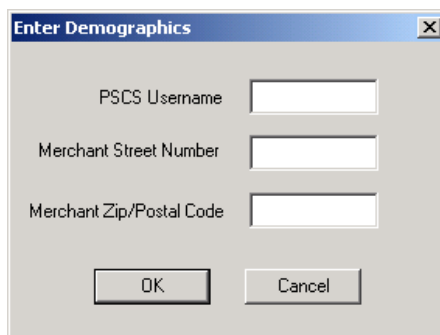 Enter Demographics
PSCS Username
Merchant Street Number
Merchant Zip/Postal Code
OK Cancel